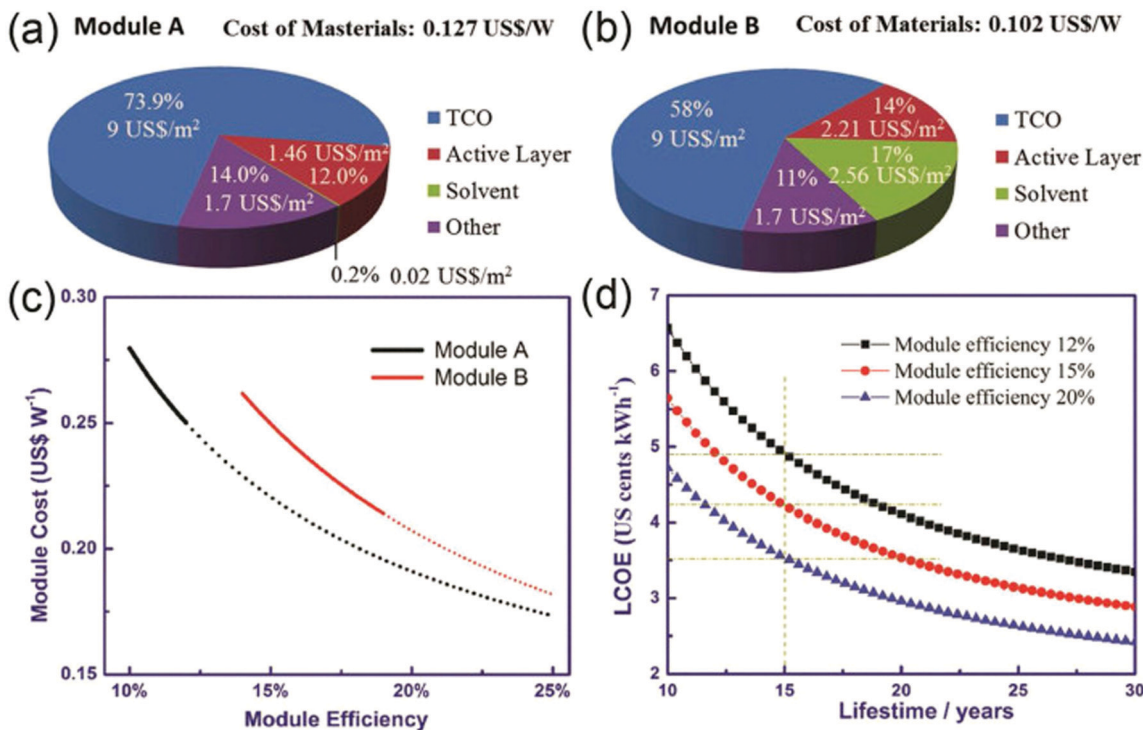 (a) Module A Cost of Masterials: 0.127 US$/W
73.9%
9 US$/m²
1.46 US$/m²
12.0%
14.0%
1.7 US$/m²
0.2% 0.02 US$/m²
TCO
Active Layer
Solvent
Other
(b) Module B Cost of Materials: 0.102 US$/W
58%
9 US$/m²
14%
2.21 US$/m²
17%
2.56 US$/m²
11%
1.7 US$/m²
TCO
Active Layer
Solvent
Other
(c)
0.30
0.25
0.20
0.15
Module Cost (US$ W⁻¹)
Module A
Module B
10% 15% 20% 25%
Module Efficiency
(d)
7
6
5
4
3
2
LCOE (US cents kWh⁻¹)
Module efficiency 12%
Module efficiency 15%
Module efficiency 20%
10 15 20 25 30
Lifestime / years